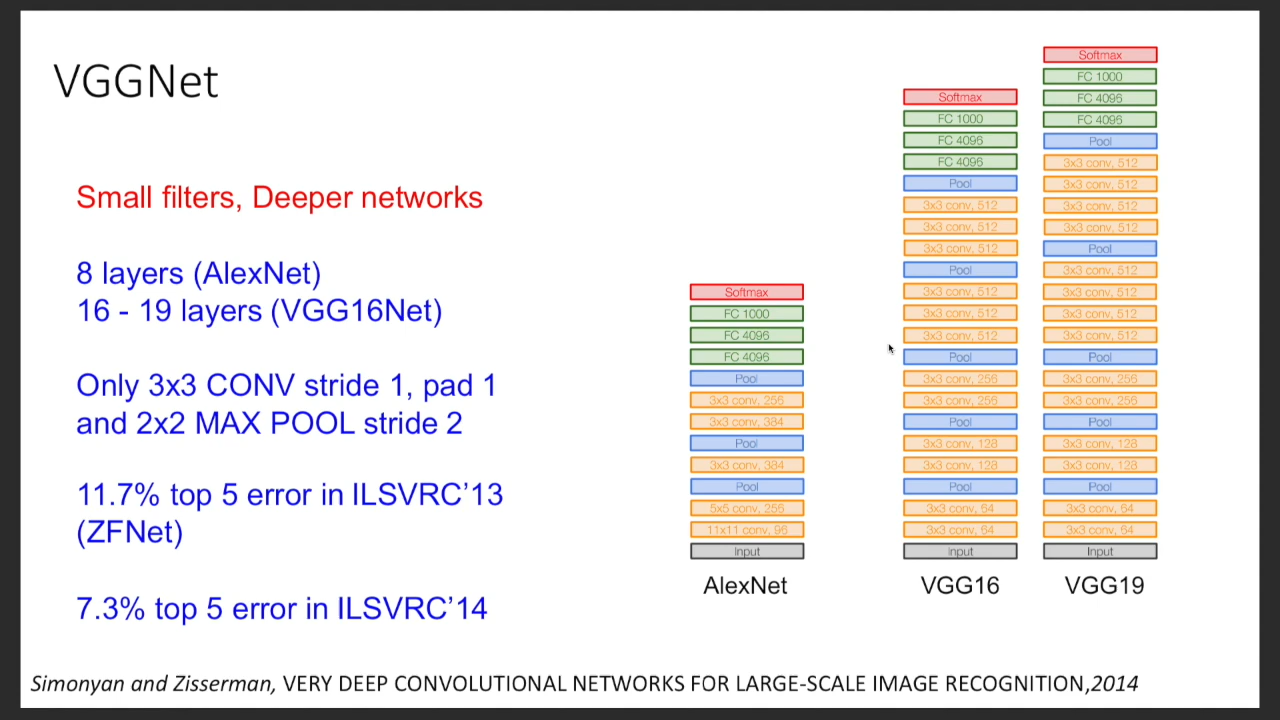 VGGNet
Small filters, Deeper networks
8 layers (AlexNet)
16 - 19 layers (VGG16Net)
Only 3x3 CONV stride 1, pad 1
and 2x2 MAX POOL stride 2
11.7% top 5 error in ILSVRC'13
(ZFNet)
7.3% top 5 error in ILSVRC'14
Softmax
FC 1000
FC 4096
FC 4096
Pool
3x3 conv, 256
3x3 conv, 384
Pool
3x3 conv, 384
Pool
5x5 conv, 256
11x11 conv, 96
Input
AlexNet
Softmax
FC 1000
FC 4096
FC 4096
Pool
3x3 conv, 512
3x3 conv, 512
3x3 conv, 512
Pool
3x3 conv, 512
3x3 conv, 512
3x3 conv, 512
Pool
3x3 conv, 256
3x3 conv, 256
Pool
3x3 conv, 128
3x3 conv, 128
Pool
3x3 conv, 64
3x3 conv, 64
Input
VGG16
Softmax
FC 1000
FC 4096
FC 4096
Pool
3x3 conv, 512
3x3 conv, 512
3x3 conv, 512
3x3 conv, 512
Pool
3x3 conv, 512
3x3 conv, 512
3x3 conv, 512
3x3 conv, 512
Pool
3x3 conv, 256
3x3 conv, 256
Pool
3x3 conv, 128
3x3 conv, 128
Pool
3x3 conv, 64
3x3 conv, 64
Input
VGG19
Simonyan and Zisserman, VERY DEEP CONVOLUTIONAL NETWORKS FOR LARGE-SCALE IMAGE RECOGNITION,2014